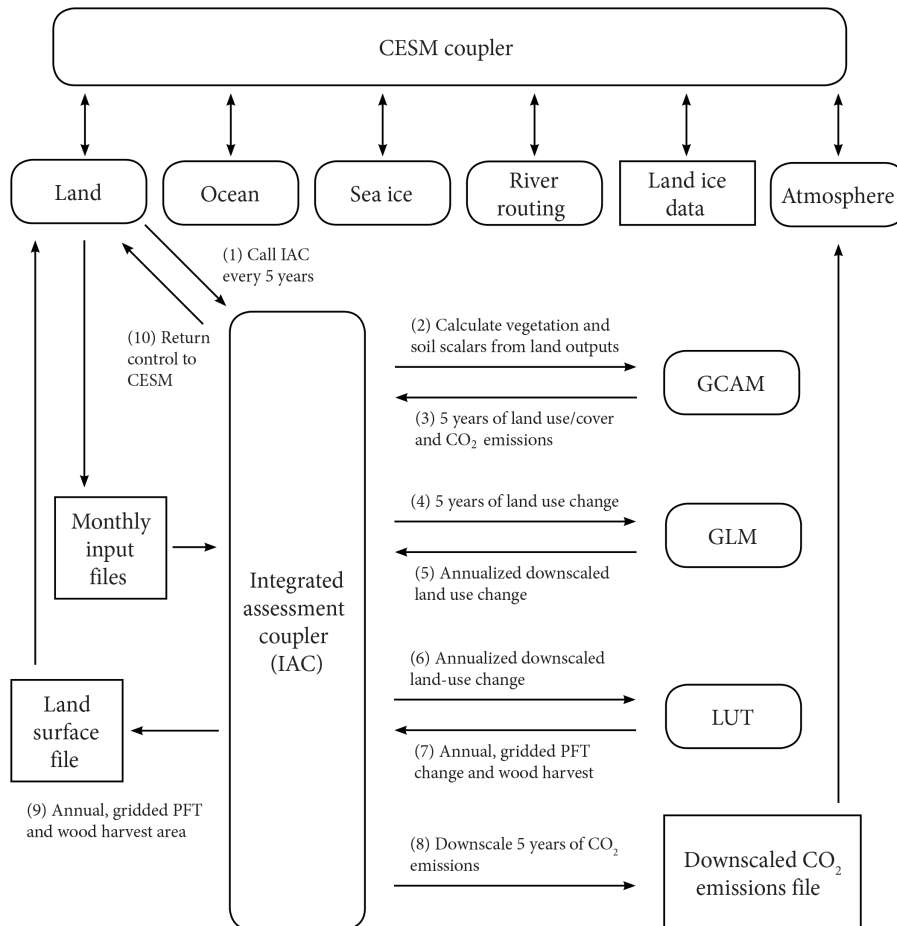 CESM coupler
Land
Ocean
Sea ice
River
routing
Land ice
data
Atmosphere
(1) Call IAC
every 5 years
(10) Return
control to
CESM
(2) Calculate vegetation and
soil scalars from land outputs
GCAM
(3) 5 years of land use/cover
and CO₂ emissions
Monthly
input
files
(4) 5 years of land use change
GLM
(5) Annualized downscaled
land use change
Integrated
assessment
coupler
(IAC)
(6) Annualized downscaled
land-use change
Land
surface
file
LUT
(7) Annual, gridded PFT
change and wood harvest
(9) Annual, gridded PFT
and wood harvest area
(8) Downscale 5 years of CO₂
emissions
Downscaled CO₂
emissions file